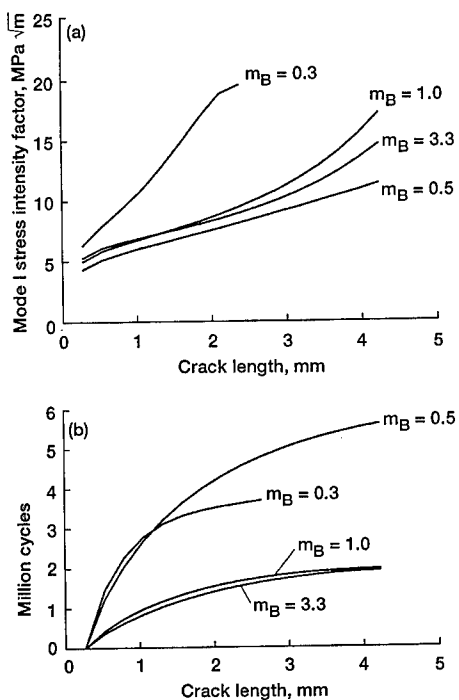 25
(a)
m_B = 0.3
20
m_B = 1.0
15
m_B = 3.3
10
m_B = 0.5
5
0
0 1 2 3 4 5
Mode I stress intensity factor, MPa √m
Crack length, mm
6
(b)
m_B = 0.5
5
4
m_B = 0.3
3
m_B = 1.0
2
1
m_B = 3.3
0
0 1 2 3 4 5
Million cycles
Crack length, mm